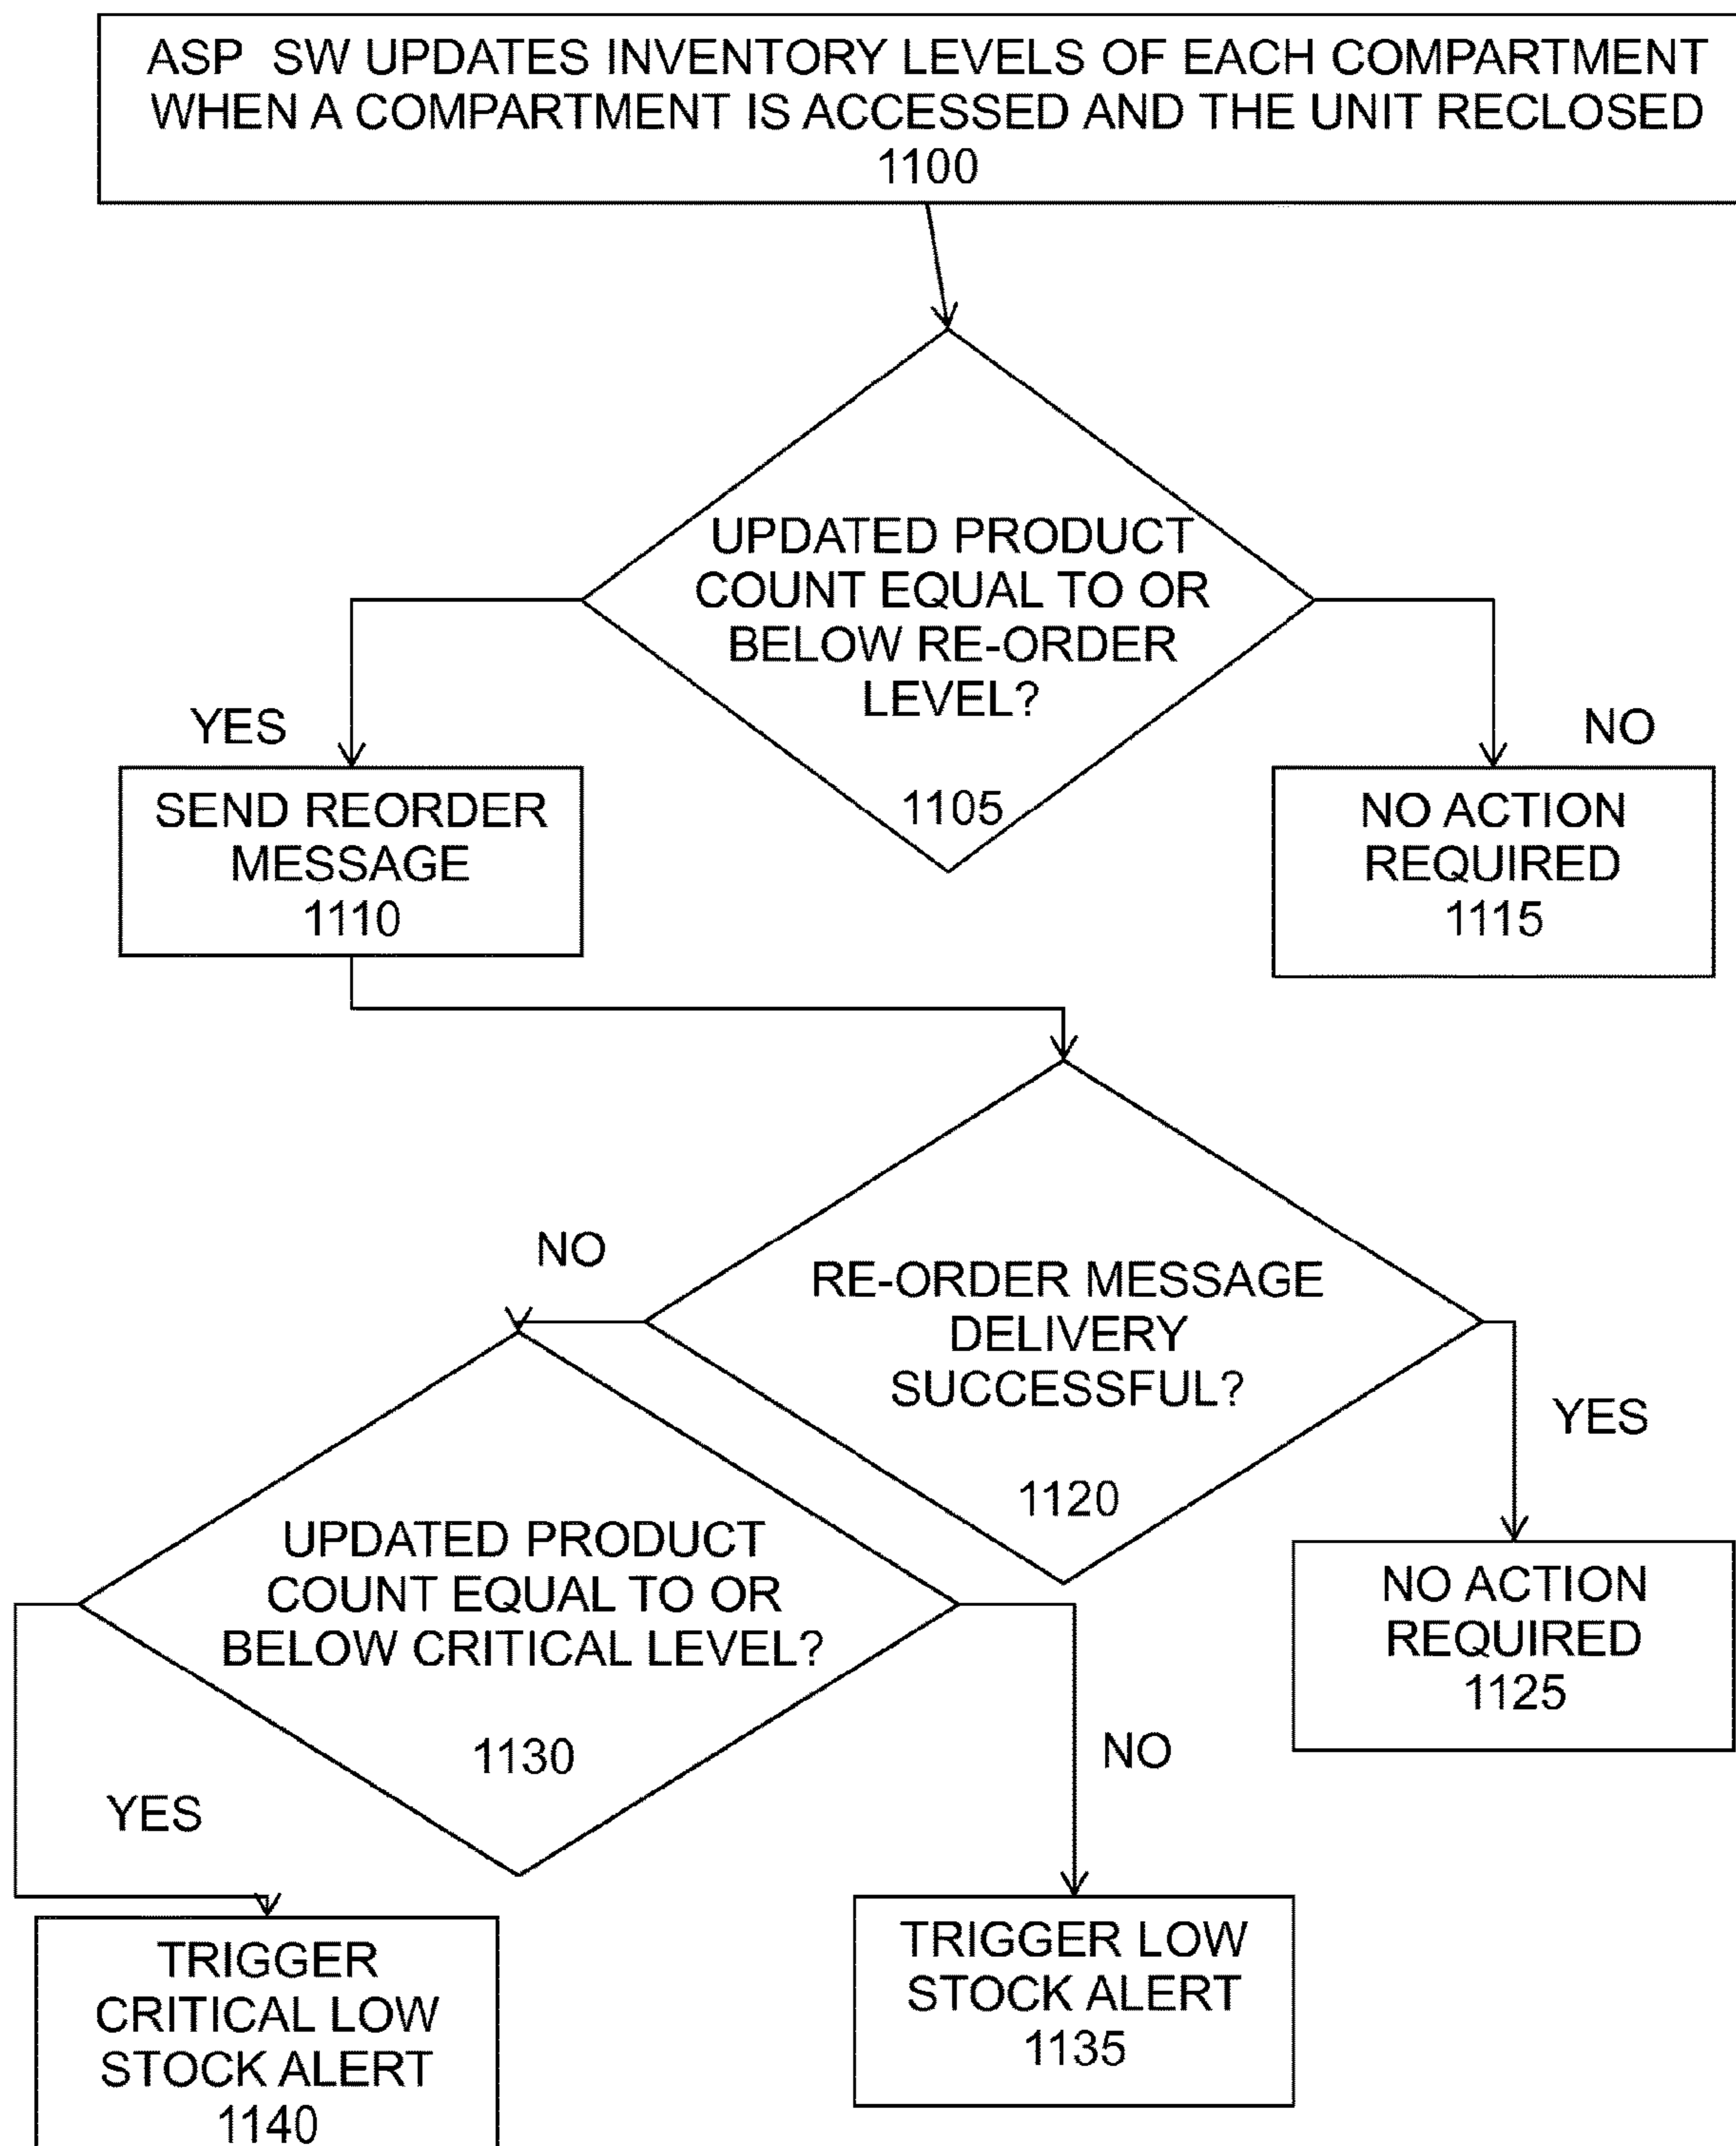 ASP SW UPDATES INVENTORY LEVELS OF EACH COMPARTMENT
WHEN A COMPARTMENT IS ACCESSED AND THE UNIT RECLOSED
1100
UPDATED PRODUCT
COUNT EQUAL TO OR
BELOW RE-ORDER
LEVEL?
1105
YES
NO
SEND REORDER
MESSAGE
1110
NO ACTION
REQUIRED
1115
RE-ORDER MESSAGE
DELIVERY
SUCCESSFUL?
1120
NO
YES
UPDATED PRODUCT
COUNT EQUAL TO OR
BELOW CRITICAL LEVEL?
1130
NO ACTION
REQUIRED
1125
YES
NO
TRIGGER
CRITICAL LOW
STOCK ALERT
1140
TRIGGER LOW
STOCK ALERT
1135